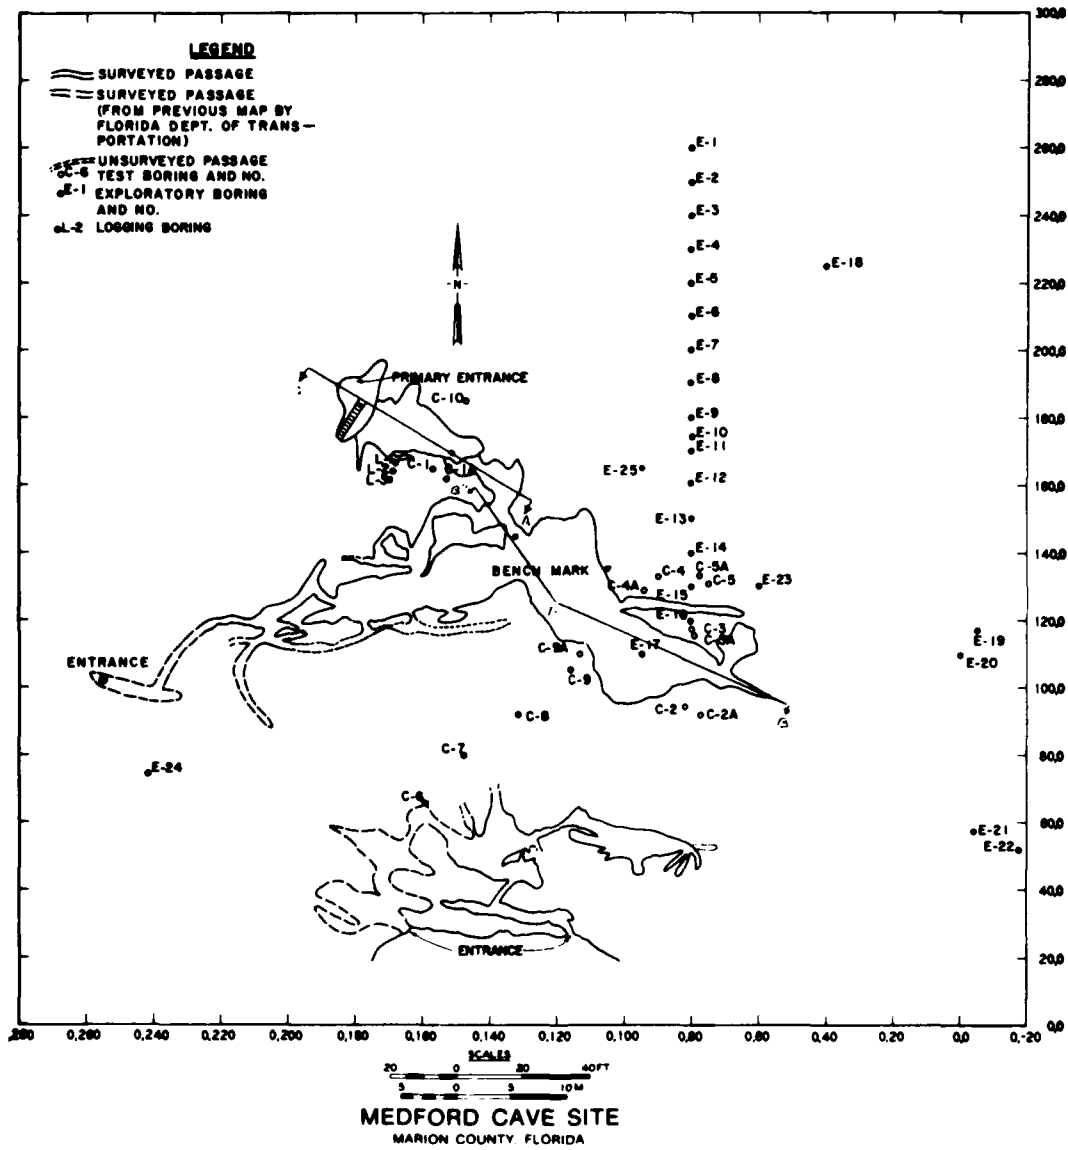 LEGEND
SURVEYED PASSAGE
SURVEYED PASSAGE
(FROM PREVIOUS MAP BY
FLORIDA DEPT. OF TRANS-
PORTATION)
UNSURVEYED PASSAGE
C-6 TEST BORING AND NO.
E-1 EXPLORATORY BORING
AND NO.
L-2 LOGGING BORING
300,0
E-1
260,0
E-2
E-3
240,0
E-4
E-18
-N-
E-5
220,0
E-6
E-7
PRIMARY ENTRANCE
E-8
C-10
E-9
180,0
E-10
E-11
L-2
C-1
E-25
E-12
L-3
160,0
A
E-13
E-14
140,0
BENCH MARK
C-4
C-5A
C-4A
C-5
E-23
E-15
E-16
120,0
C-3
E-19
C-9A
E-17
E-20
ENTRANCE
C-9
100,0
C-2
C-2A
C-8
C-7
E-24
80,0
C-6
60,0
E-21
E-22
40,0
ENTRANCE
20,0
0,0
0,240
0,220
0,200
0,180
0,160
0,140
0,120
0,100
0,80
0,60
0,40
0,20
0,0
0,-20
SCALES
20 0 20 40FT
5 0 5 10M
MEDFORD CAVE SITE
MARION COUNTY, FLORIDA